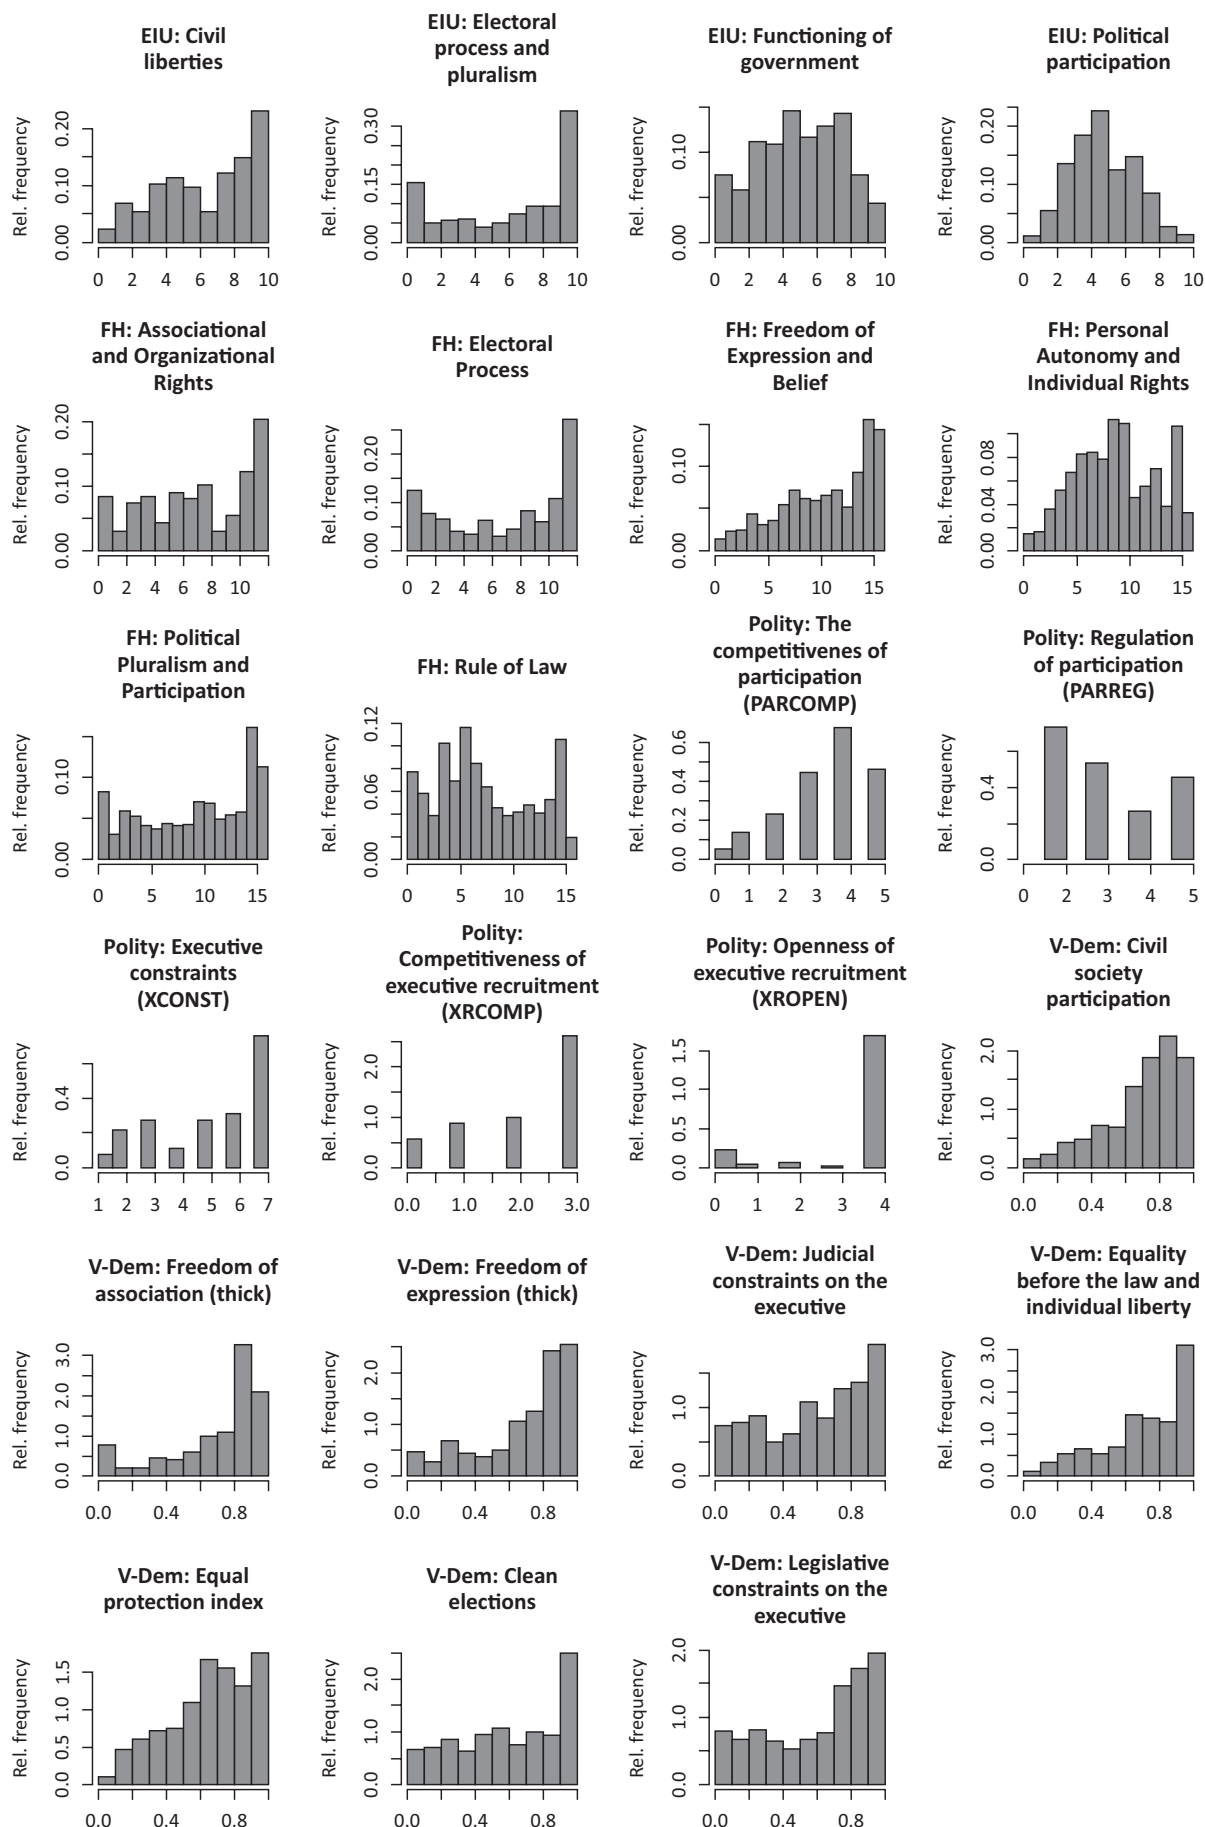 EIU: Civil
liberties
Rel. frequency
0.00 0.10 0.20
0 2 4 6 8 10
EIU: Electoral
process and
pluralism
Rel. frequency
0.00 0.15 0.30
0 2 4 6 8 10
EIU: Functioning of
government
Rel. frequency
0.00 0.10
0 2 4 6 8 10
EIU: Political
participation
Rel. frequency
0.00 0.10 0.20
0 2 4 6 8 10
FH: Associational
and Organizational
Rights
Rel. frequency
0.00 0.10 0.20
0 2 4 6 8 10
FH: Electoral
Process
Rel. frequency
0.00 0.10 0.20
0 2 4 6 8 10
FH: Freedom of
Expression and
Belief
Rel. frequency
0.00 0.10
0 5 10 15
FH: Personal
Autonomy and
Individual Rights
Rel. frequency
0.00 0.04 0.08
0 5 10 15
FH: Political
Pluralism and
Participation
Rel. frequency
0.00 0.10
0 5 10 15
FH: Rule of Law
Rel. frequency
0.00 0.06 0.12
0 5 10 15
Polity: The
competitivenes of
participation
(PARCOMP)
Rel. frequency
0.0 0.2 0.4 0.6
0 1 2 3 4 5
Polity: Regulation
of participation
(PARREG)
Rel. frequency
0.0 0.4
0 2 3 4 5
Polity: Executive
constraints
(XCONST)
Rel. frequency
0.0 0.4
1 2 3 4 5 6 7
Polity:
Competitiveness of
executive recruitment
(XRCOMP)
Rel. frequency
0.0 1.0 2.0
0.0 1.0 2.0 3.0
Polity: Openness of
executive recruitment
(XROPEN)
Rel. frequency
0.0 0.5 1.0 1.5
0 1 2 3 4
V-Dem: Civil
society
participation
Rel. frequency
0.0 1.0 2.0
0.0 0.4 0.8
V-Dem: Freedom of
association (thick)
Rel. frequency
0.0 1.0 2.0 3.0
0.0 0.4 0.8
V-Dem: Freedom of
expression (thick)
Rel. frequency
0.0 1.0 2.0
0.0 0.4 0.8
V-Dem: Judicial
constraints on the
executive
Rel. frequency
0.0 1.0
0.0 0.4 0.8
V-Dem: Equality
before the law and
individual liberty
Rel. frequency
0.0 1.0 2.0 3.0
0.0 0.4 0.8
V-Dem: Equal
protection index
Rel. frequency
0.0 0.5 1.0 1.5
0.0 0.4 0.8
V-Dem: Clean
elections
Rel. frequency
0.0 1.0 2.0
0.0 0.4 0.8
V-Dem: Legislative
constraints on the
executive
Rel. frequency
0.0 1.0 2.0
0.0 0.4 0.8